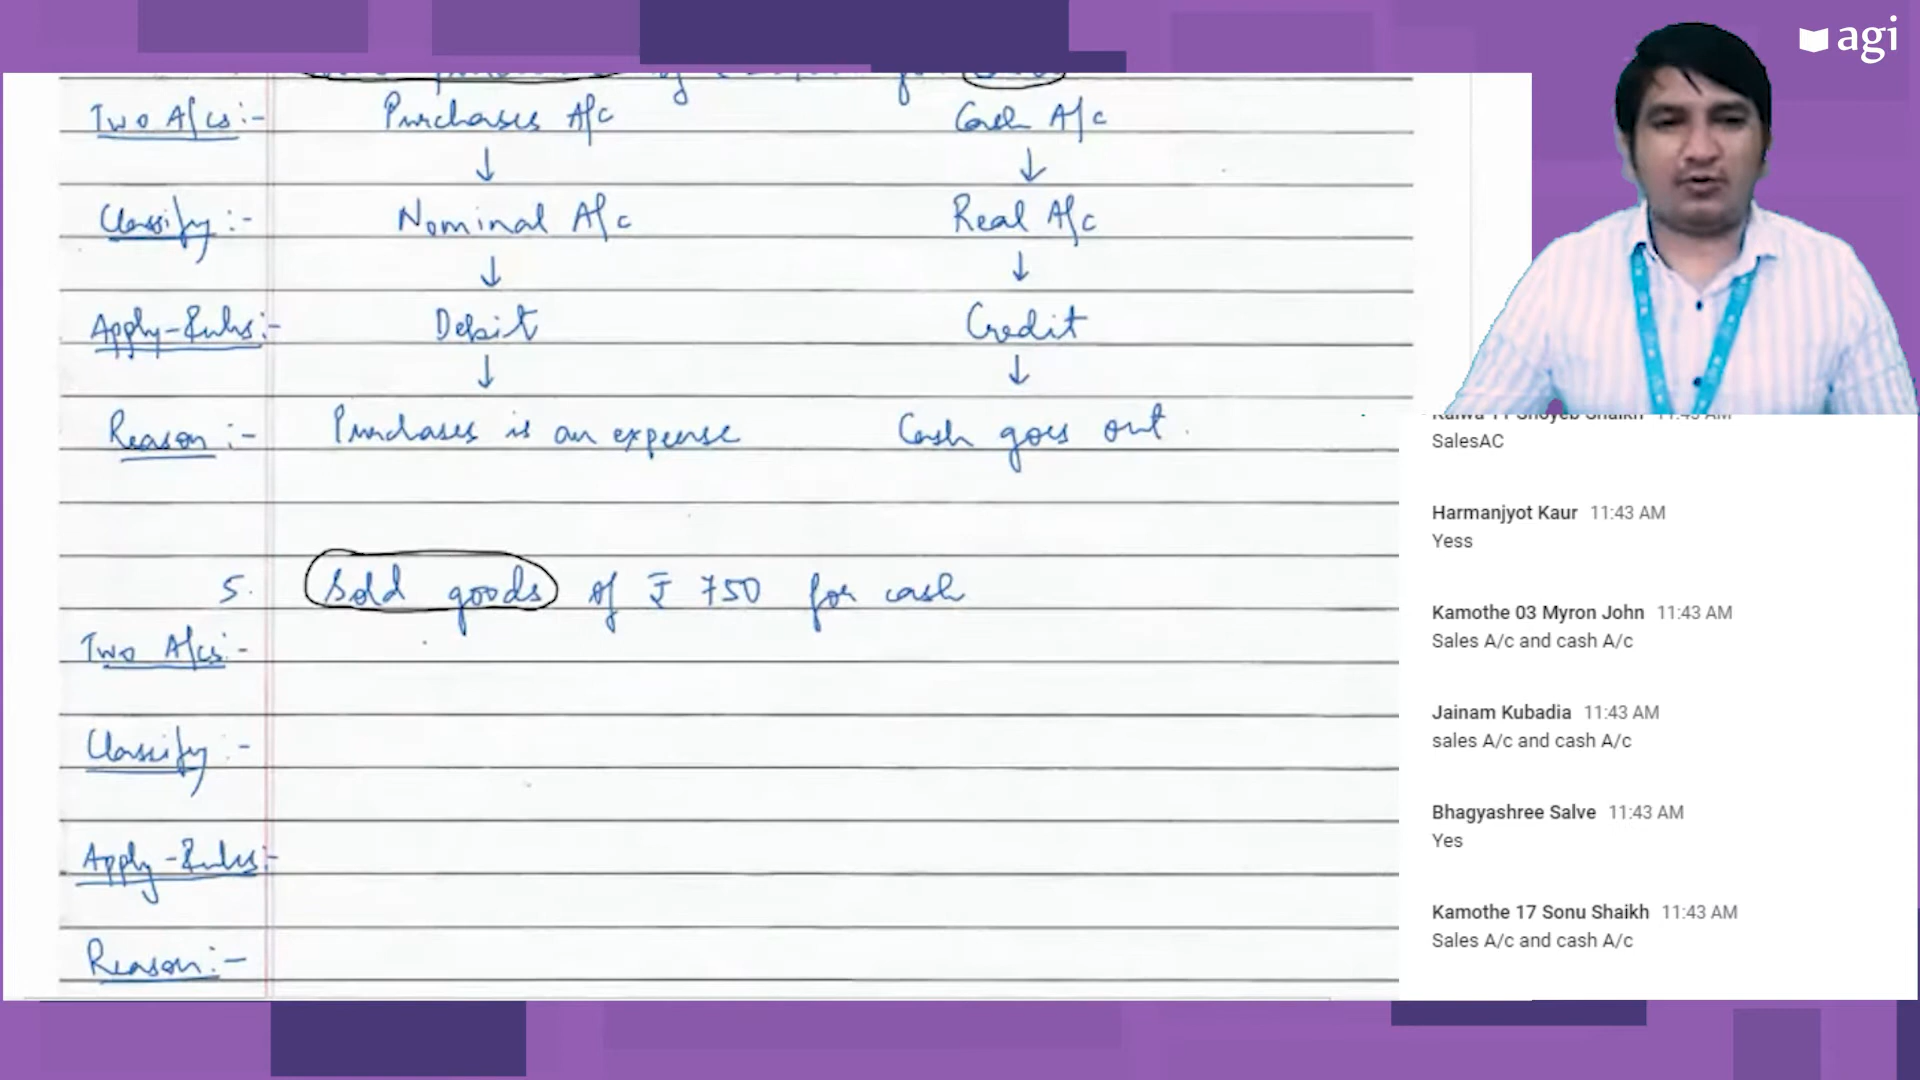 agi
Two A/cs:- Purchases A/c Cash A/c
↓ ↓
Classify:- Nominal A/c Real A/c
↓ ↓
Apply-Rules:- Debit Credit
↓ ↓
Reason:- Purchases is an expense Cash goes out.
5. Sold goods of ₹ 750 for cash
Two A/cs:-
Classify:-
Apply-Rules:-
Reason:-
SalesAC
Harmanjyot Kaur 11:43 AM
Yess
Kamothe 03 Myron John 11:43 AM
Sales A/c and cash A/c
Jainam Kubadia 11:43 AM
sales A/c and cash A/c
Bhagyashree Salve 11:43 AM
Yes
Kamothe 17 Sonu Shaikh 11:43 AM
Sales A/c and cash A/c